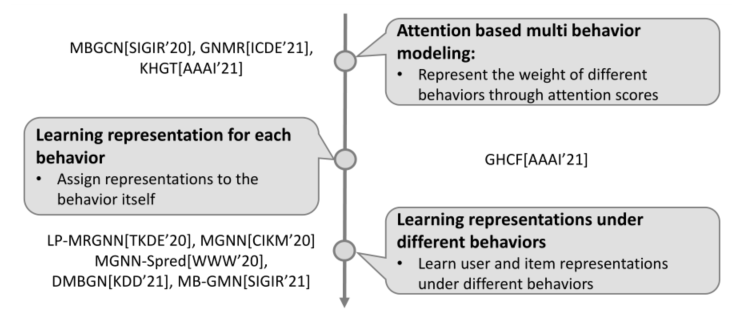 MBGCN[SIGIR'20], GNMR[ICDE'21],
KHGT[AAAI'21]
Attention based multi behavior
modeling:
• Represent the weight of different
behaviors through attention scores
Learning representation for each
behavior
• Assign representations to the
behavior itself
GHCF[AAAI'21]
LP-MRGNN[TKDE'20], MGNN[CIKM'20]
MGNN-Spred[WWW'20],
DMBGN[KDD'21], MB-GMN[SIGIR'21]
Learning representations under
different behaviors
• Learn user and item representations
under different behaviors